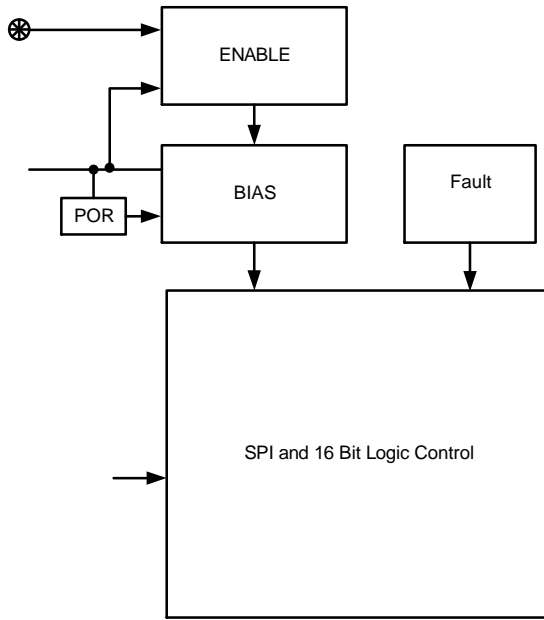 ENABLE
BIAS
Fault
POR
SPI and 16 Bit Logic Control